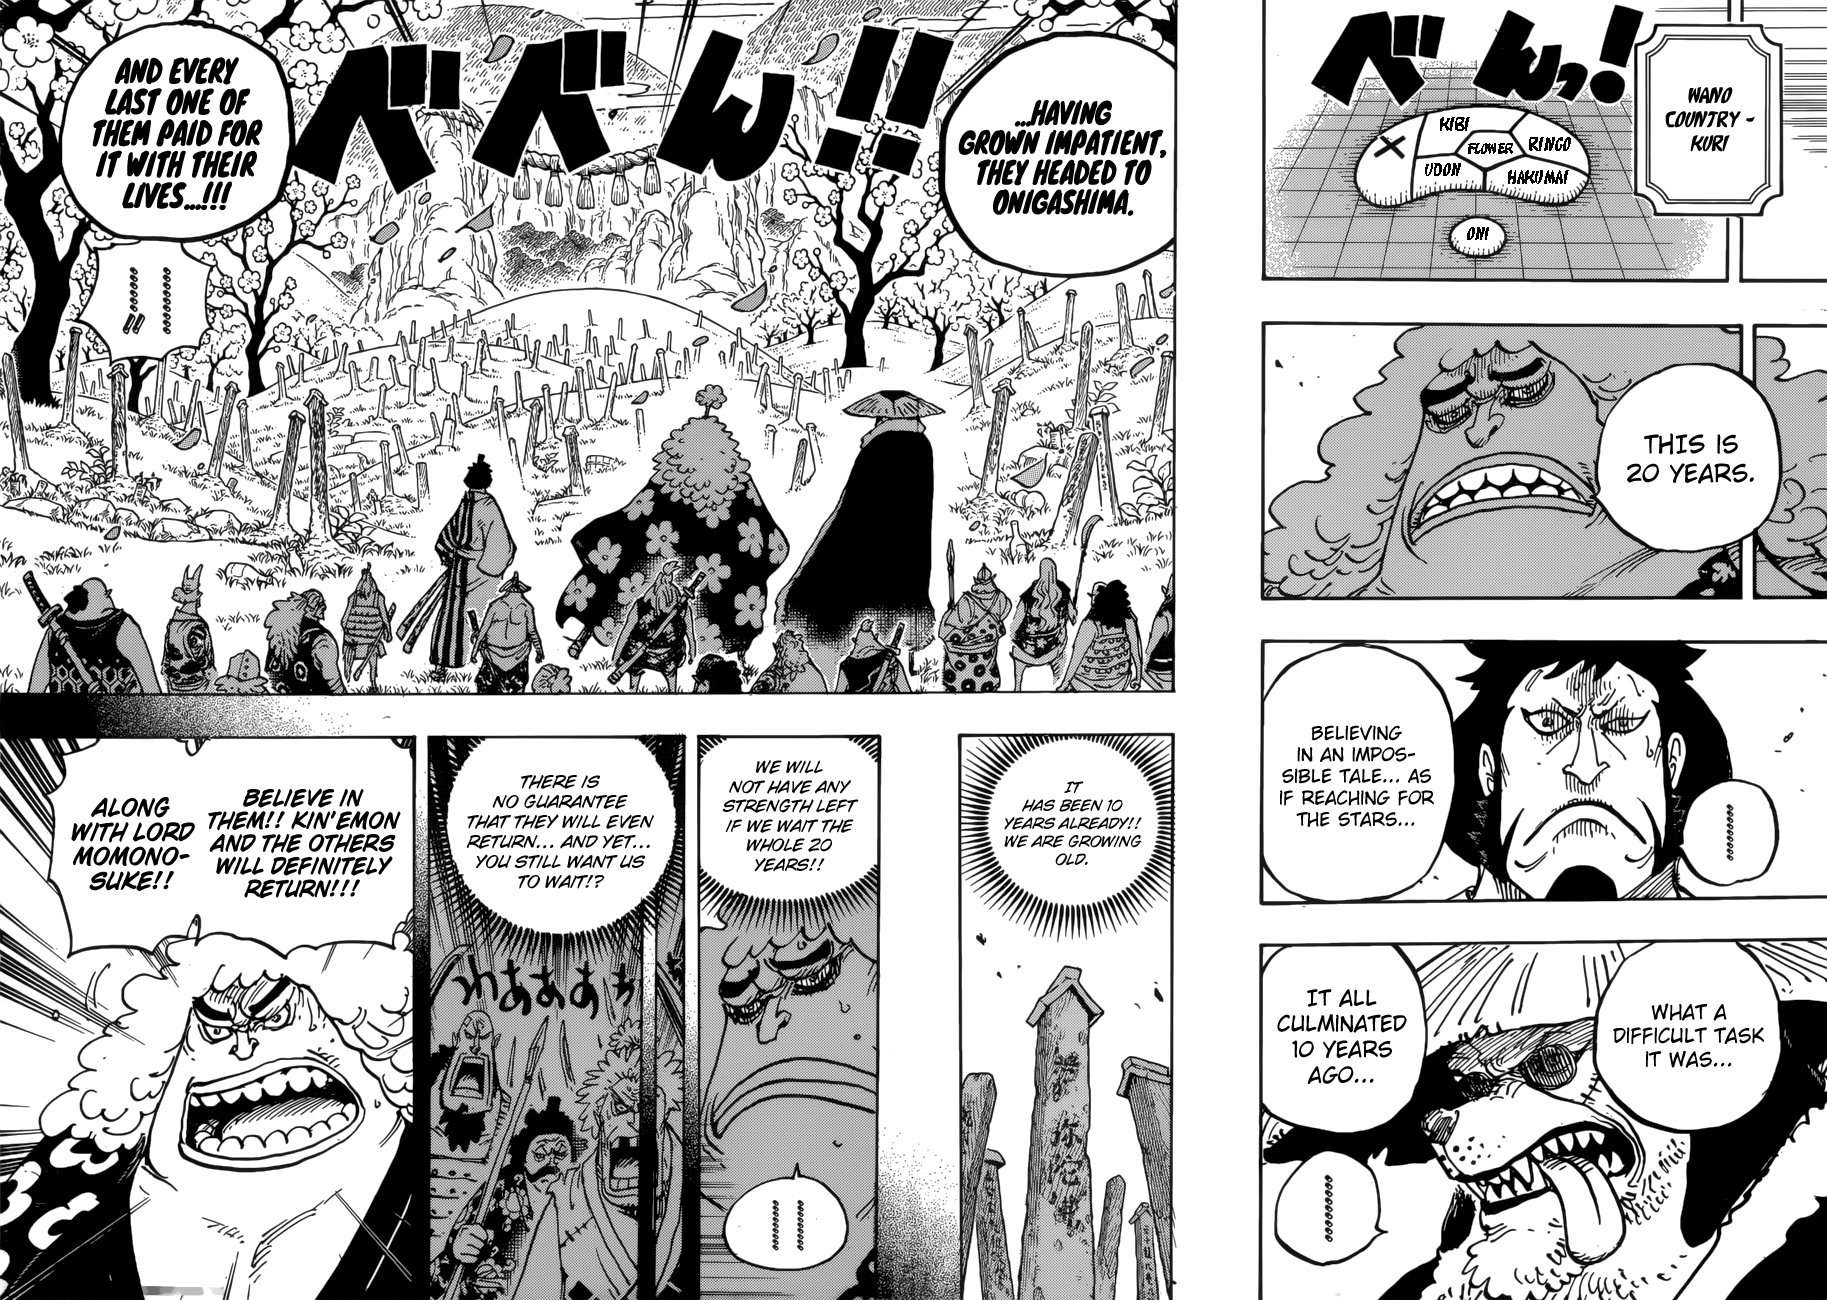 べんっ!
WANO
COUNTRY -
KURI
KIBI
FLOWER
RINGO
UDON
HAKUMAI
ONI
THIS IS
20 YEARS.
BELIEVING
IN AN IMPOS-
SIBLE TALE... AS
IF REACHING FOR
THE STARS...
WHAT A
DIFFICULT TASK
IT WAS...
IT ALL
CULMINATED
10 YEARS
AGO...
...HAVING
GROWN IMPATIENT,
THEY HEADED TO
ONIGASHIMA.
べべん!!
AND EVERY
LAST ONE OF
THEM PAID FOR
IT WITH THEIR
LIVES....!!!
IT
HAS BEEN 10
YEARS ALREADY!!
WE ARE GROWING
OLD.
WE WILL
NOT HAVE ANY
STRENGTH LEFT
IF WE WAIT THE
WHOLE 20
YEARS!!
THERE IS
NO GUARANTEE
THAT THEY WILL EVEN
RETURN... AND YET...
YOU STILL WANT US
TO WAIT!?
わあああ
BELIEVE IN
THEM!! KIN'EMON
AND THE OTHERS
WILL DEFINITELY
RETURN!!!
ALONG
WITH LORD
MOMONO-
SUKE!!